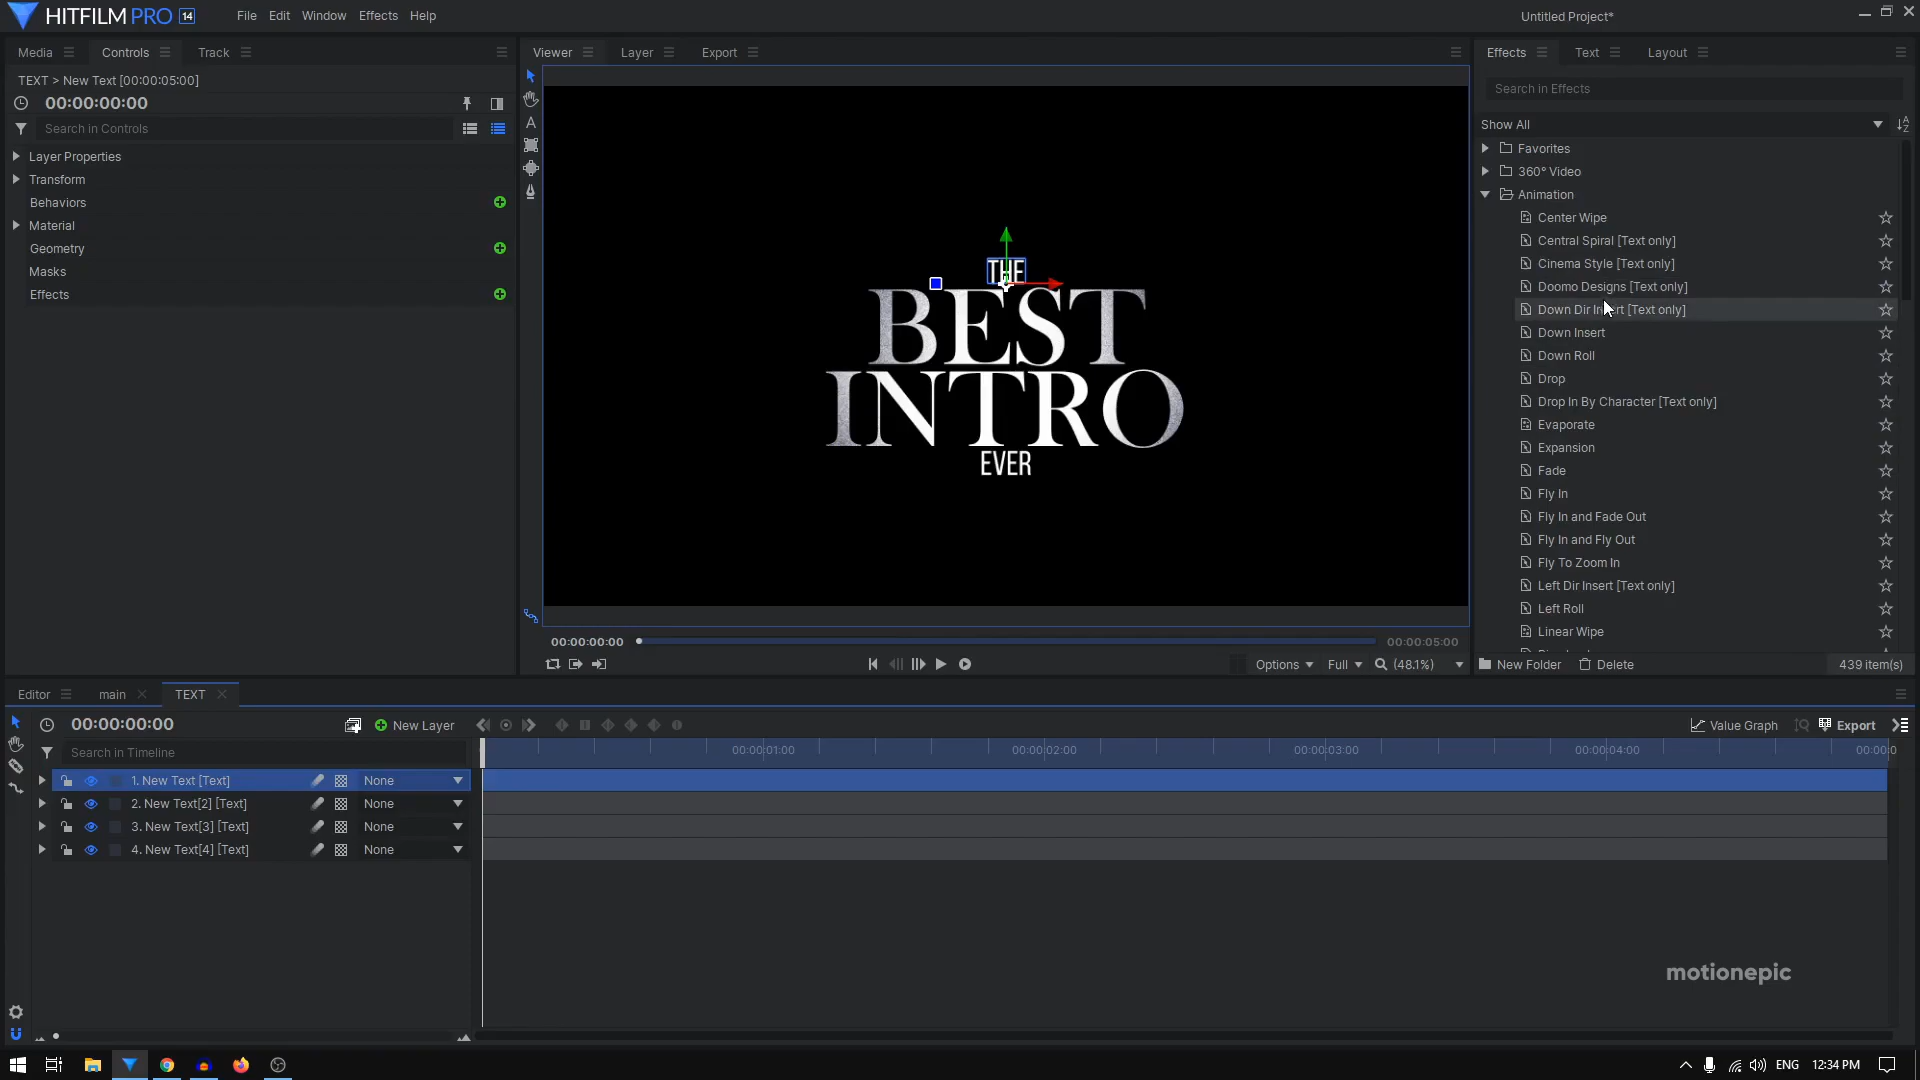 HITFILM PRO 14
File Edit Window Effects Help
Untitled Project*
Media Controls Track
TEXT > New Text [00:00:05:00]
00:00:00:00
Search in Controls
Layer Properties
Transform
Behaviors
Material
Geometry
Masks
Effects
Viewer Layer Export
THE
BEST
INTRO
EVER
00:00:00:00
00:00:05:00
Options Full (48.1%)
Effects Text Layout
Search in Effects
Show All
Favorites
360° Video
Animation
Center Wipe
Central Spiral [Text only]
Cinema Style [Text only]
Doomo Designs [Text only]
Down Dir Insert [Text only]
Down Insert
Down Roll
Drop
Drop In By Character [Text only]
Evaporate
Expansion
Fade
Fly In
Fly In and Fade Out
Fly In and Fly Out
Fly To Zoom In
Left Dir Insert [Text only]
Left Roll
Linear Wipe
New Folder Delete 439 item(s)
Editor main TEXT
00:00:00:00
New Layer
Value Graph
Export
Search in Timeline
00:00:01:00 00:00:02:00 00:00:03:00 00:00:04:00 00:00:0
1. New Text [Text] None
2. New Text[2] [Text] None
3. New Text[3] [Text] None
4. New Text[4] [Text] None
motionepic
ENG 12:34 PM